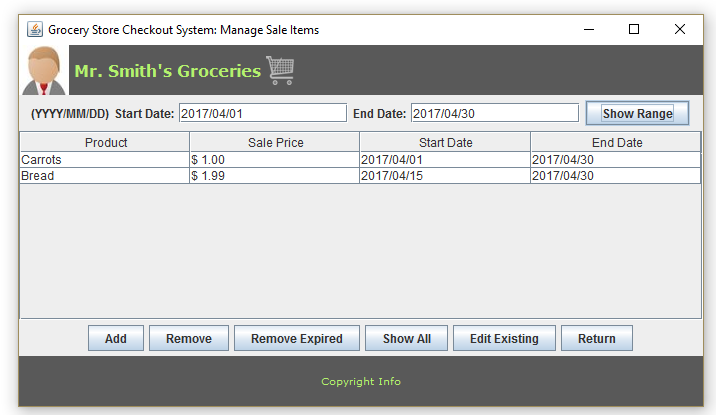 Grocery Store Checkout System: Manage Sale Items
Mr. Smith's Groceries
(YYYY/MM/DD) Start Date: 2017/04/01 End Date: 2017/04/30 Show Range
Product Sale Price Start Date End Date
Carrots $ 1.00 2017/04/01 2017/04/30
Bread $ 1.99 2017/04/15 2017/04/30
Add Remove Remove Expired Show All Edit Existing Return
Copyright Info